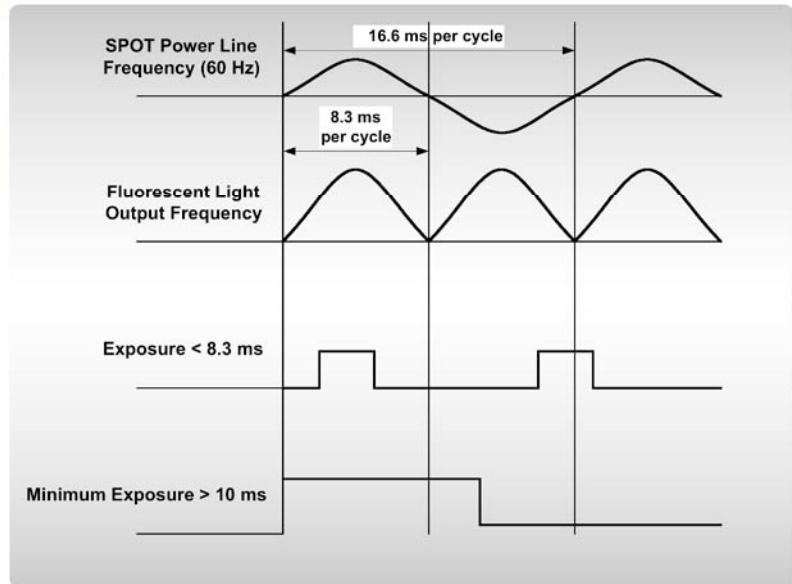 SPOT Power Line
Frequency (60 Hz)
16.6 ms per cycle
8.3 ms
per cycle
Fluorescent Light
Output Frequency
Exposure < 8.3 ms
Minimum Exposure > 10 ms